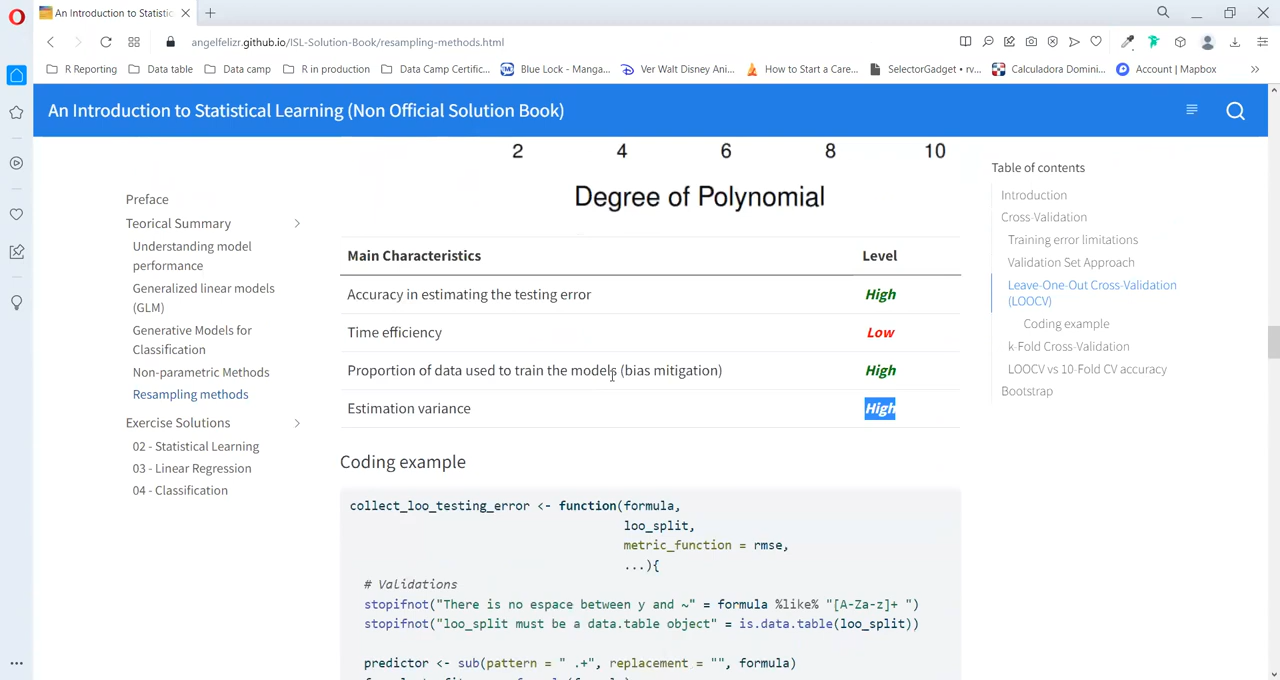 An Introduction to Statistic
angelfelizr.github.io/ISL-Solution-Book/resampling-methods.html
R Reporting Data table Data camp R in production Data Camp Certific... Blue Lock - Manga... Ver Walt Disney Ani... How to Start a Care... SelectorGadget • rv... Calculadora Domini... Account | Mapbox
An Introduction to Statistical Learning (Non Official Solution Book)
2 4 6 8 10
Degree of Polynomial
Preface
Teorical Summary
Understanding model
performance
Generalized linear models
(GLM)
Generative Models for
Classification
Non-parametric Methods
Resampling methods
Exercise Solutions
02 - Statistical Learning
03 - Linear Regression
04 - Classification
Main Characteristics Level
Accuracy in estimating the testing error High
Time efficiency Low
Proportion of data used to train the models (bias mitigation) High
Estimation variance High
Coding example
collect_loo_testing_error <- function(formula,
loo_split,
metric_function = rmse,
...){
# Validations
stopifnot("There is no espace between y and ~" = formula %like% "[A-Za-z]+ ")
stopifnot("loo_split must be a data.table object" = is.data.table(loo_split))
predictor <- sub(pattern = " .+", replacement = "", formula)
Table of contents
Introduction
Cross-Validation
Training error limitations
Validation Set Approach
Leave-One-Out Cross-Validation
(LOOCV)
Coding example
k-Fold Cross-Validation
LOOCV vs 10-Fold CV accuracy
Bootstrap